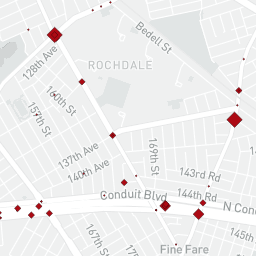 Bedell St
128th Ave
ROCHDALE
160th St
157th St
137th Ave
140th Ave
169th St
143rd Rd
144th Rd
Conduit Blvd
N Con
167th
145th
Fine Fare